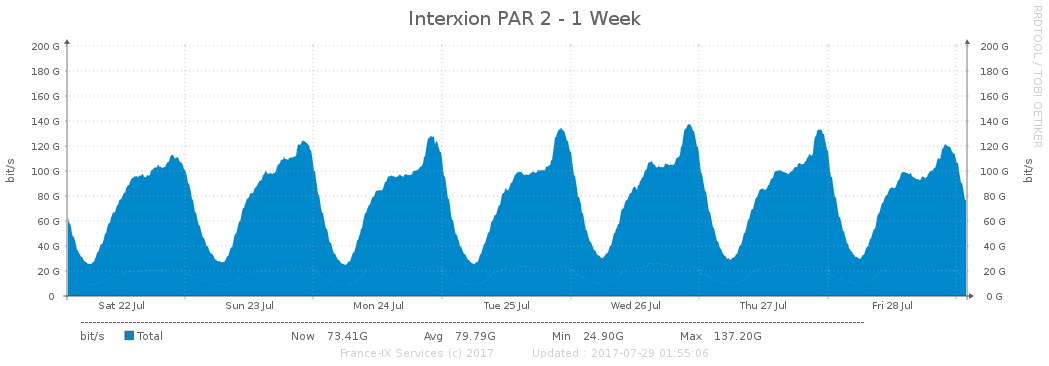 Interxion PAR 2 - 1 Week
RRDTOOL / TOBI OETIKER
bit/s
200 G 200 G
180 G 180 G
160 G 160 G
140 G 140 G
120 G 120 G
100 G 100 G
80 G 80 G
60 G 60 G
40 G 40 G
20 G 20 G
0 0 G
bit/s
Sat 22 Jul Sun 23 Jul Mon 24 Jul Tue 25 Jul Wed 26 Jul Thu 27 Jul Fri 28 Jul
bit/s Total Now 73.41G Avg 79.79G Min 24.90G Max 137.20G
France-IX Services (c) 2017 Updated : 2017-07-29 01:55:06